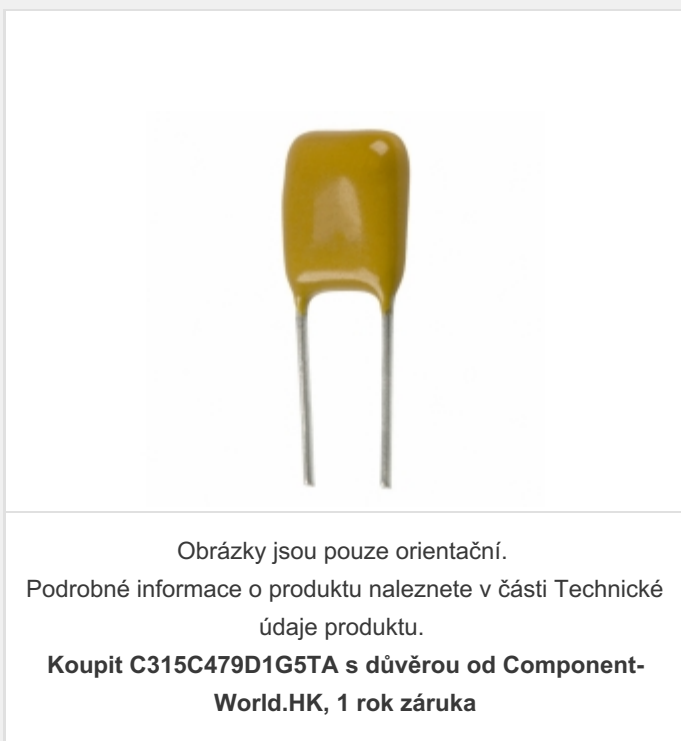 Obrázky jsou pouze orientační.
Podrobné informace o produktu naleznete v části Technické
údaje produktu.
Koupit C315C479D1G5TA s důvěrou od Component-
World.HK, 1 rok záruka